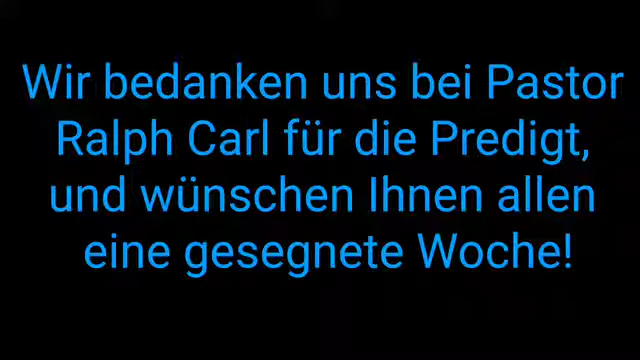 Wir bedanken uns bei Pastor
Ralph Carl für die Predigt,
und wünschen Ihnen allen
eine gesegnete Woche!